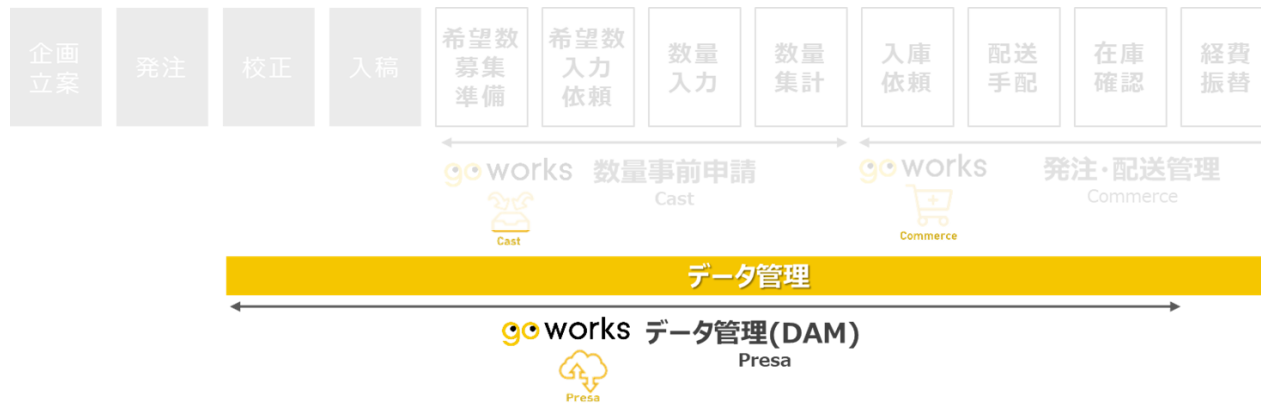 企画
立案
発注
校正
入稿
希望数
募集
準備
希望数
入力
依頼
数量
入力
数量
集計
入庫
依頼
配送
手配
在庫
確認
経費
振替
go works 数量事前申請
Cast
Cast
go works 発注・配送管理
Commerce
Commerce
データ管理
go works データ管理(DAM)
Presa
Presa